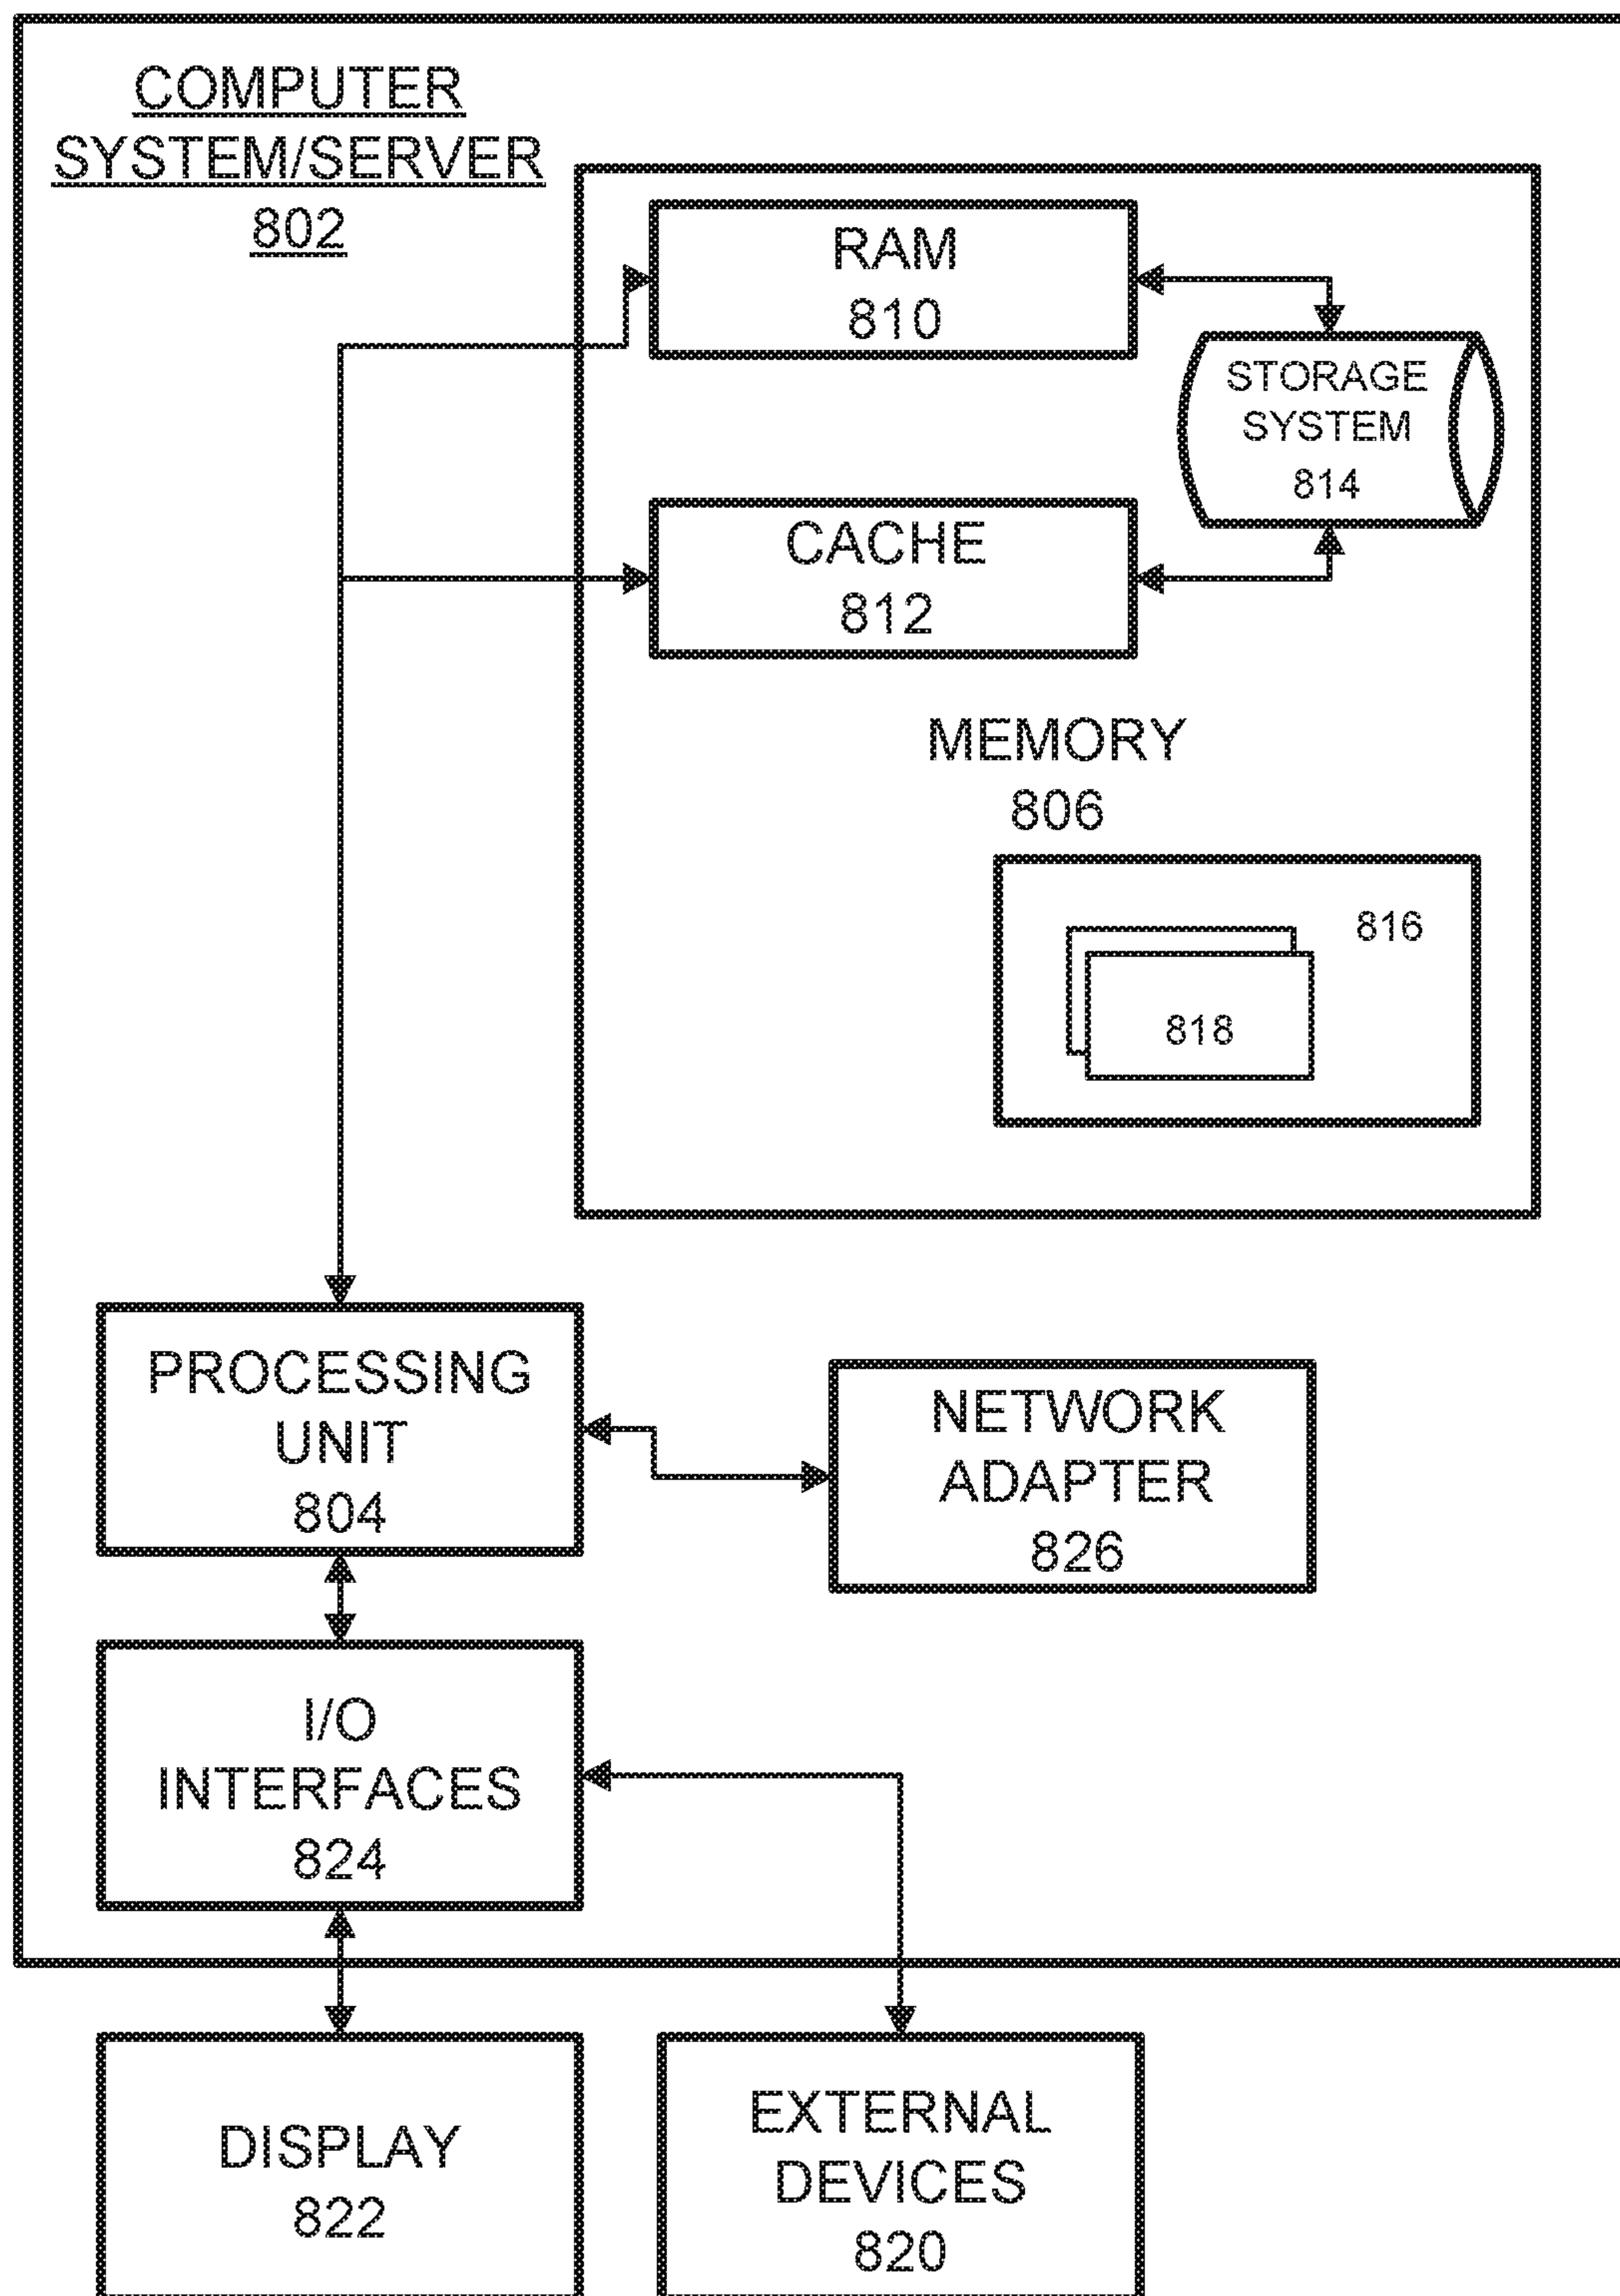 COMPUTER
SYSTEM/SERVER
802
RAM
810
STORAGE
SYSTEM
814
CACHE
812
MEMORY
806
816
818
PROCESSING
UNIT
804
NETWORK
ADAPTER
826
I/O
INTERFACES
824
DISPLAY
822
EXTERNAL
DEVICES
820